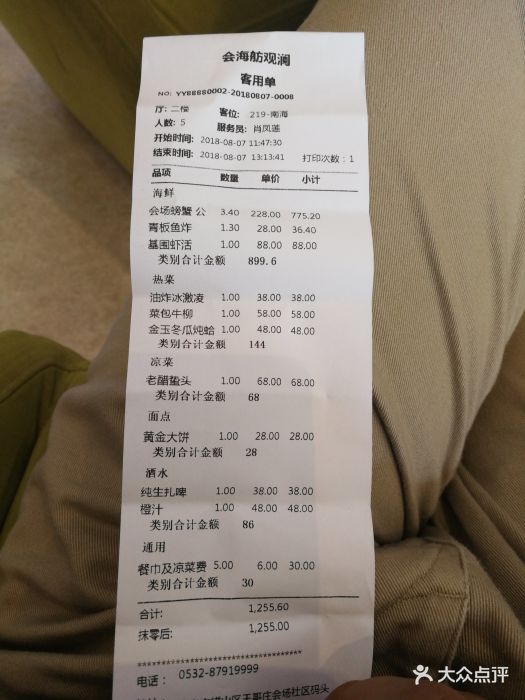 会海舫观澜
客用单
NO: YY88880002-20180807-0008
厅: 二楼 客位: 219-南海
人数: 5 服务员: 肖凤莲
开始时间: 2018-08-07 11:47:30
结束时间: 2018-08-07 13:13:41 打印次数: 1
品项 数量 单价 小计
海鲜
会场螃蟹 公 3.40 228.00 775.20
青板鱼炸 1.30 28.00 36.40
基围虾活 1.00 88.00 88.00
类别合计金额 899.6
热菜
油炸冰激凌 1.00 38.00 38.00
菜包牛柳 1.00 58.00 58.00
金玉冬瓜炖蛤 1.00 48.00 48.00
类别合计金额 144
凉菜
老醋蛰头 1.00 68.00 68.00
类别合计金额 68
面点
黄金大饼 1.00 28.00 28.00
类别合计金额 28
酒水
纯生扎啤 1.00 38.00 38.00
橙汁 1.00 48.00 48.00
类别合计金额 86
通用
餐巾及凉菜费 5.00 6.00 30.00
类别合计金额 30
合计: 1,255.60
抹零后: 1,255.00
********************************
电话: 0532-87919999
王哥庄会场社区码头
大众点评